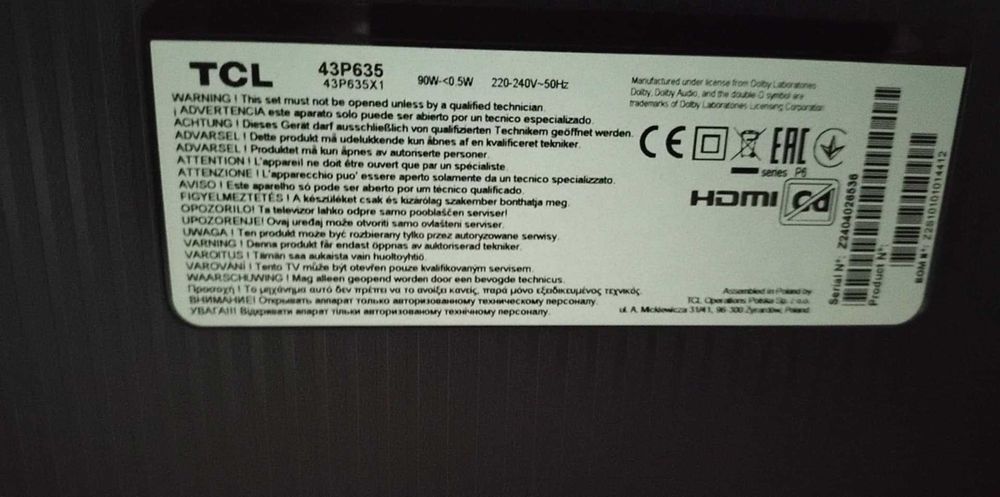 TCL
43P635
43P635X1
90W-<0.5W 220-240V~50Hz
Manufactured under license from Dolby Laboratories.
Dolby, Dolby Audio, and the double-D symbol are
trademarks of Dolby Laboratories Licensing Corporation
WARNING ! This set must not be opened unless by a qualified technician.
¡ ADVERTENCIA este aparato solo puede ser abierto por un tecnico especializado.
ACHTUNG ! Dieses Gerät darf ausschließlich von qualifizierten Technikern geöffnet werden.
ADVARSEL ! Dette produkt må udelukkende kun åbnes af en kvalificeret tekniker.
ADVARSEL ! Produktet må kun åpnes av autoriserte personer.
ATTENTION ! L'appareil ne doit être ouvert que par un spécialiste.
ATTENZIONE ! L'apparecchio puo' essere aperto solamente da un tecnico specializzato.
AVISO ! Este aparelho só pode ser aberto por um técnico qualificado.
FIGYELMEZTETÉS ! A készüléket csak és kizárólag szakember bonthatja meg.
OPOZORILO! Ta televizor lahko odpre samo pooblaščen serviser!
UPOZORENJE! Ovaj uređaj može otvoriti samo ovlašteni serviser.
UWAGA ! Ten produkt może być rozbierany tylko przez autoryzowane serwisy.
VARNING ! Denna produkt får endast öppnas av auktoriserad tekniker.
VAROITUS ! Tämän saa aukaista vain huoltoyhtiö.
VAROVÁNÍ ! Tento TV může být otevřen pouze kvalifikovaným servisem.
WAARSCHUWING ! Mag alleen geopend worden door een bevoegde technicus.
Προσοχή ! Το μηχάνημα αυτό δεν πρέπει να το ανοίξει κανείς, παρά μόνο εξειδικευμένος τεχνικός.
ВНИМАНИЕ! Открывать аппарат только авторизованному техническому персоналу.
УВАГА!!! Відкривати апарат тільки авторизованому технічному персоналу.
CE
EAC
series P6
HDMI
Assembled in Poland by
TCL Operations Polska Sp. z o.o.
ul. A. Mickiewicza 31/41, 96-300 Żyrardów, Poland
Serial N°: Z2404026536
Product N°:
BOM N°: Z28101010144 12